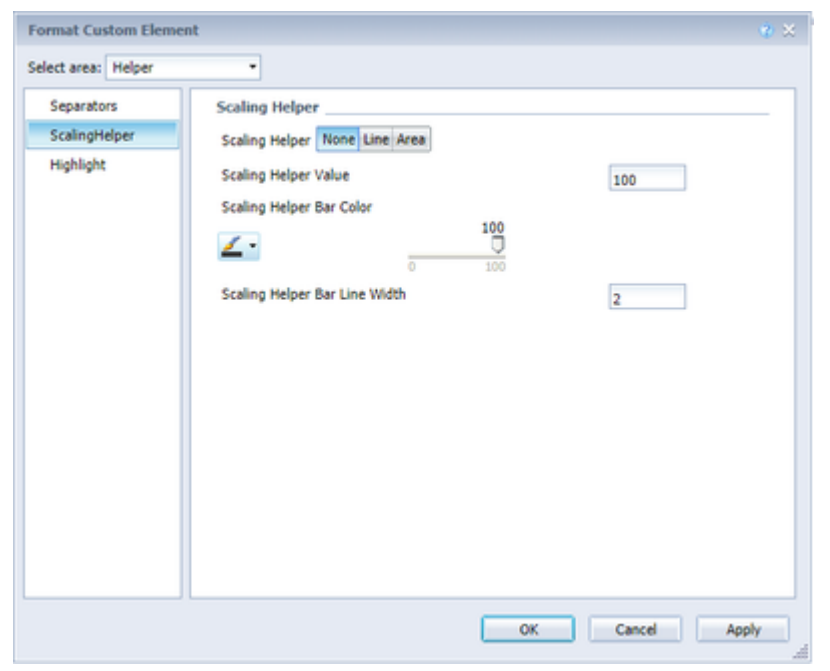 Format Custom Element
Select area: Helper
Separators
ScalingHelper
Highlight
Scaling Helper
Scaling Helper None Line Area
Scaling Helper Value 100
Scaling Helper Bar Color
100
0 100
Scaling Helper Bar Line Width 2
OK Cancel Apply